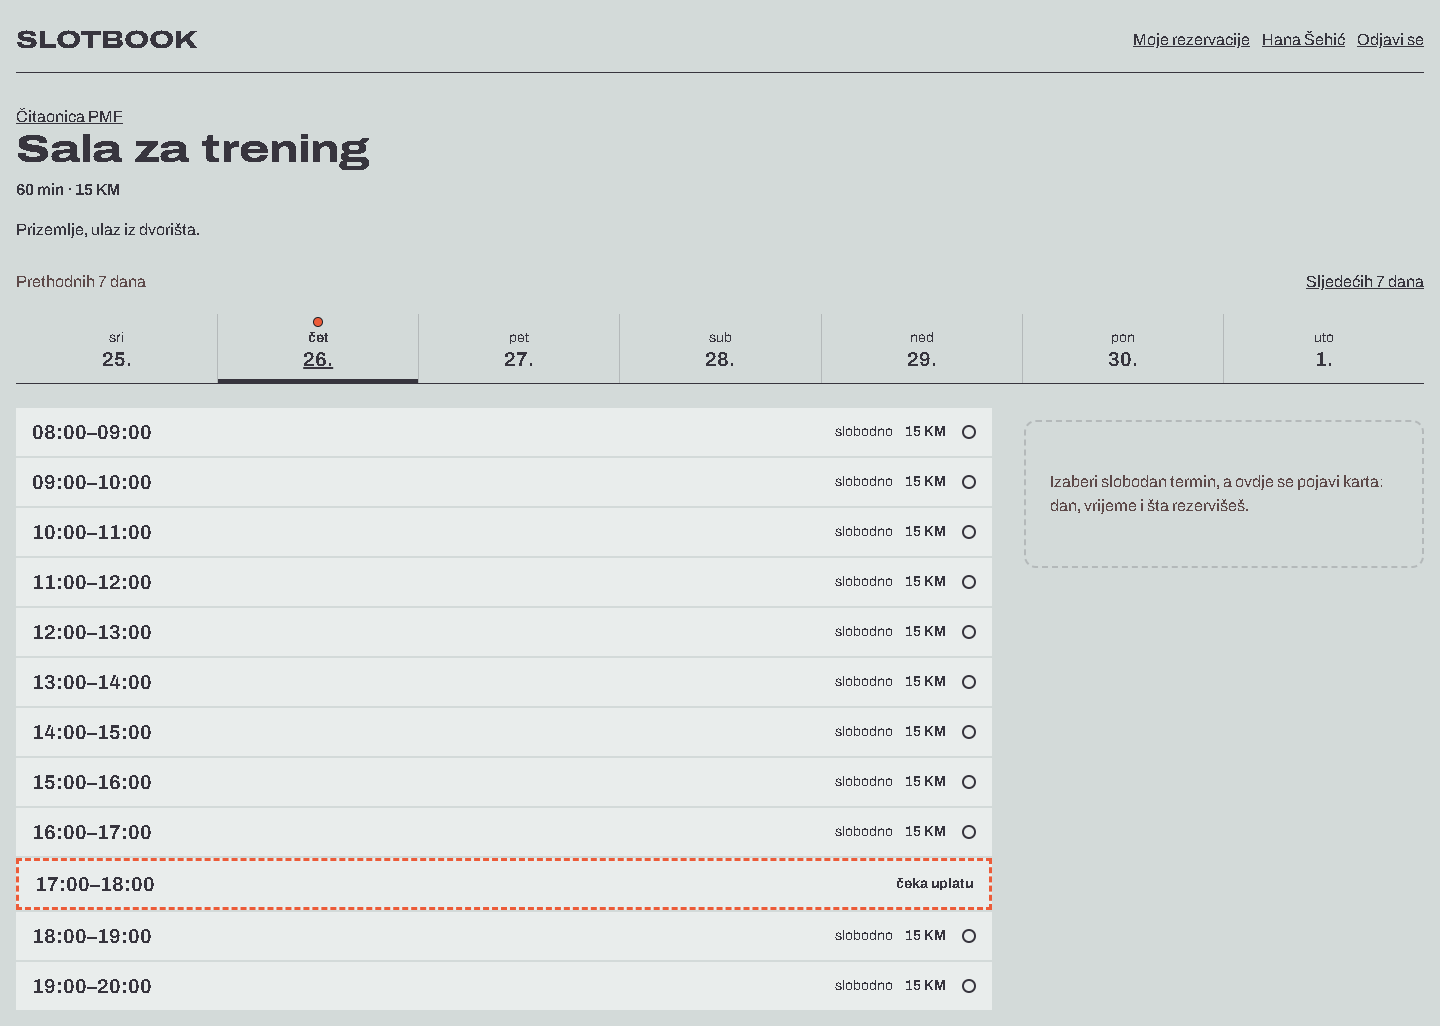 SLOTBOOK
Moje rezervacije Hana Šehić Odjavi se
Čitaonica PMF
Sala za trening
60 min · 15 KM
Prizemlje, ulaz iz dvorišta.
Prethodnih 7 dana
Sljedećih 7 dana
sri 25.
čet 26.
pet 27.
sub 28.
ned 29.
pon 30.
uto 1.
08:00–09:00 slobodno 15 KM
09:00–10:00 slobodno 15 KM
10:00–11:00 slobodno 15 KM
11:00–12:00 slobodno 15 KM
12:00–13:00 slobodno 15 KM
13:00–14:00 slobodno 15 KM
14:00–15:00 slobodno 15 KM
15:00–16:00 slobodno 15 KM
16:00–17:00 slobodno 15 KM
17:00–18:00 čeka uplatu
18:00–19:00 slobodno 15 KM
19:00–20:00 slobodno 15 KM
Izaberi slobodan termin, a ovdje se pojavi karta:
dan, vrijeme i šta rezervišeš.